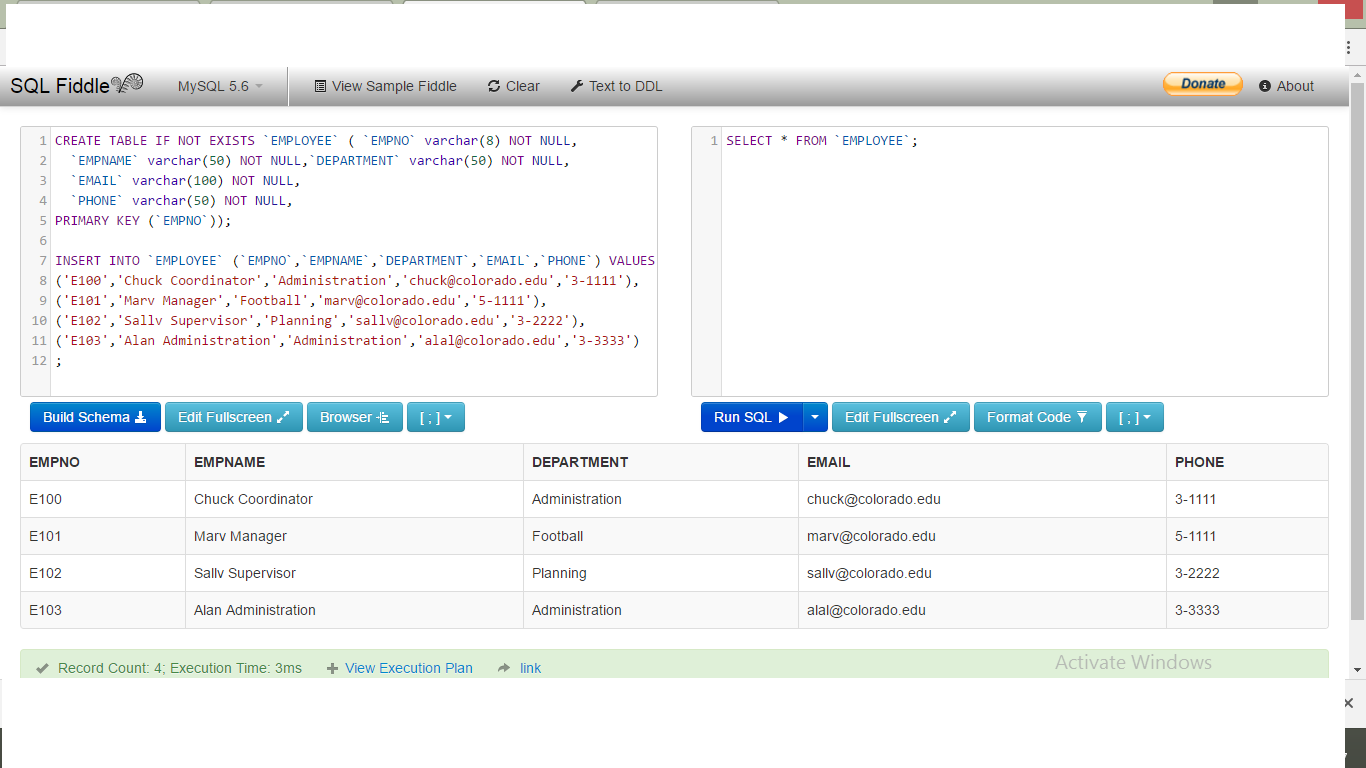 SQL Fiddle MySQL 5.6 View Sample Fiddle Clear Text to DDL Donate About
1 CREATE TABLE IF NOT EXISTS `EMPLOYEE` ( `EMPNO` varchar(8) NOT NULL,
2 `EMPNAME` varchar(50) NOT NULL,`DEPARTMENT` varchar(50) NOT NULL,
3 `EMAIL` varchar(100) NOT NULL,
4 `PHONE` varchar(50) NOT NULL,
5 PRIMARY KEY (`EMPNO`));
6
7 INSERT INTO `EMPLOYEE` (`EMPNO`,`EMPNAME`,`DEPARTMENT`,`EMAIL`,`PHONE`) VALUES
8 ('E100','Chuck Coordinator','Administration','chuck@colorado.edu','3-1111'),
9 ('E101','Marv Manager','Football','marv@colorado.edu','5-1111'),
10 ('E102','Sallv Supervisor','Planning','sallv@colorado.edu','3-2222'),
11 ('E103','Alan Administration','Administration','alal@colorado.edu','3-3333')
12 ;
1 SELECT * FROM `EMPLOYEE`;
Build Schema Edit Fullscreen Browser [ ; ]
Run SQL Edit Fullscreen Format Code [ ; ]
EMPNO EMPNAME DEPARTMENT EMAIL PHONE
E100 Chuck Coordinator Administration chuck@colorado.edu 3-1111
E101 Marv Manager Football marv@colorado.edu 5-1111
E102 Sallv Supervisor Planning sallv@colorado.edu 3-2222
E103 Alan Administration Administration alal@colorado.edu 3-3333
Record Count: 4; Execution Time: 3ms View Execution Plan link
Activate Windows